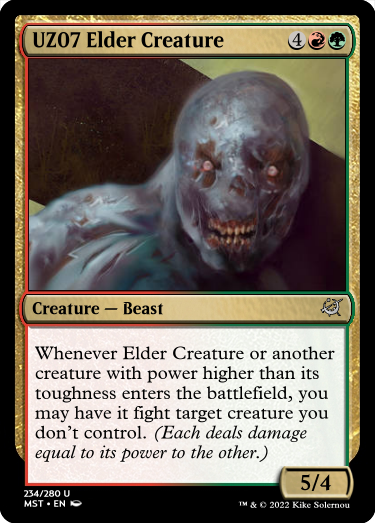 UZ07 Elder Creature 4
Creature — Beast
Whenever Elder Creature or another
creature with power higher than its
toughness enters the battlefield, you
may have it fight target creature you
don't control. (Each deals damage
equal to its power to the other.)
5/4
234/280 U
MST • EN
™ & © 2022 Kike Solernou